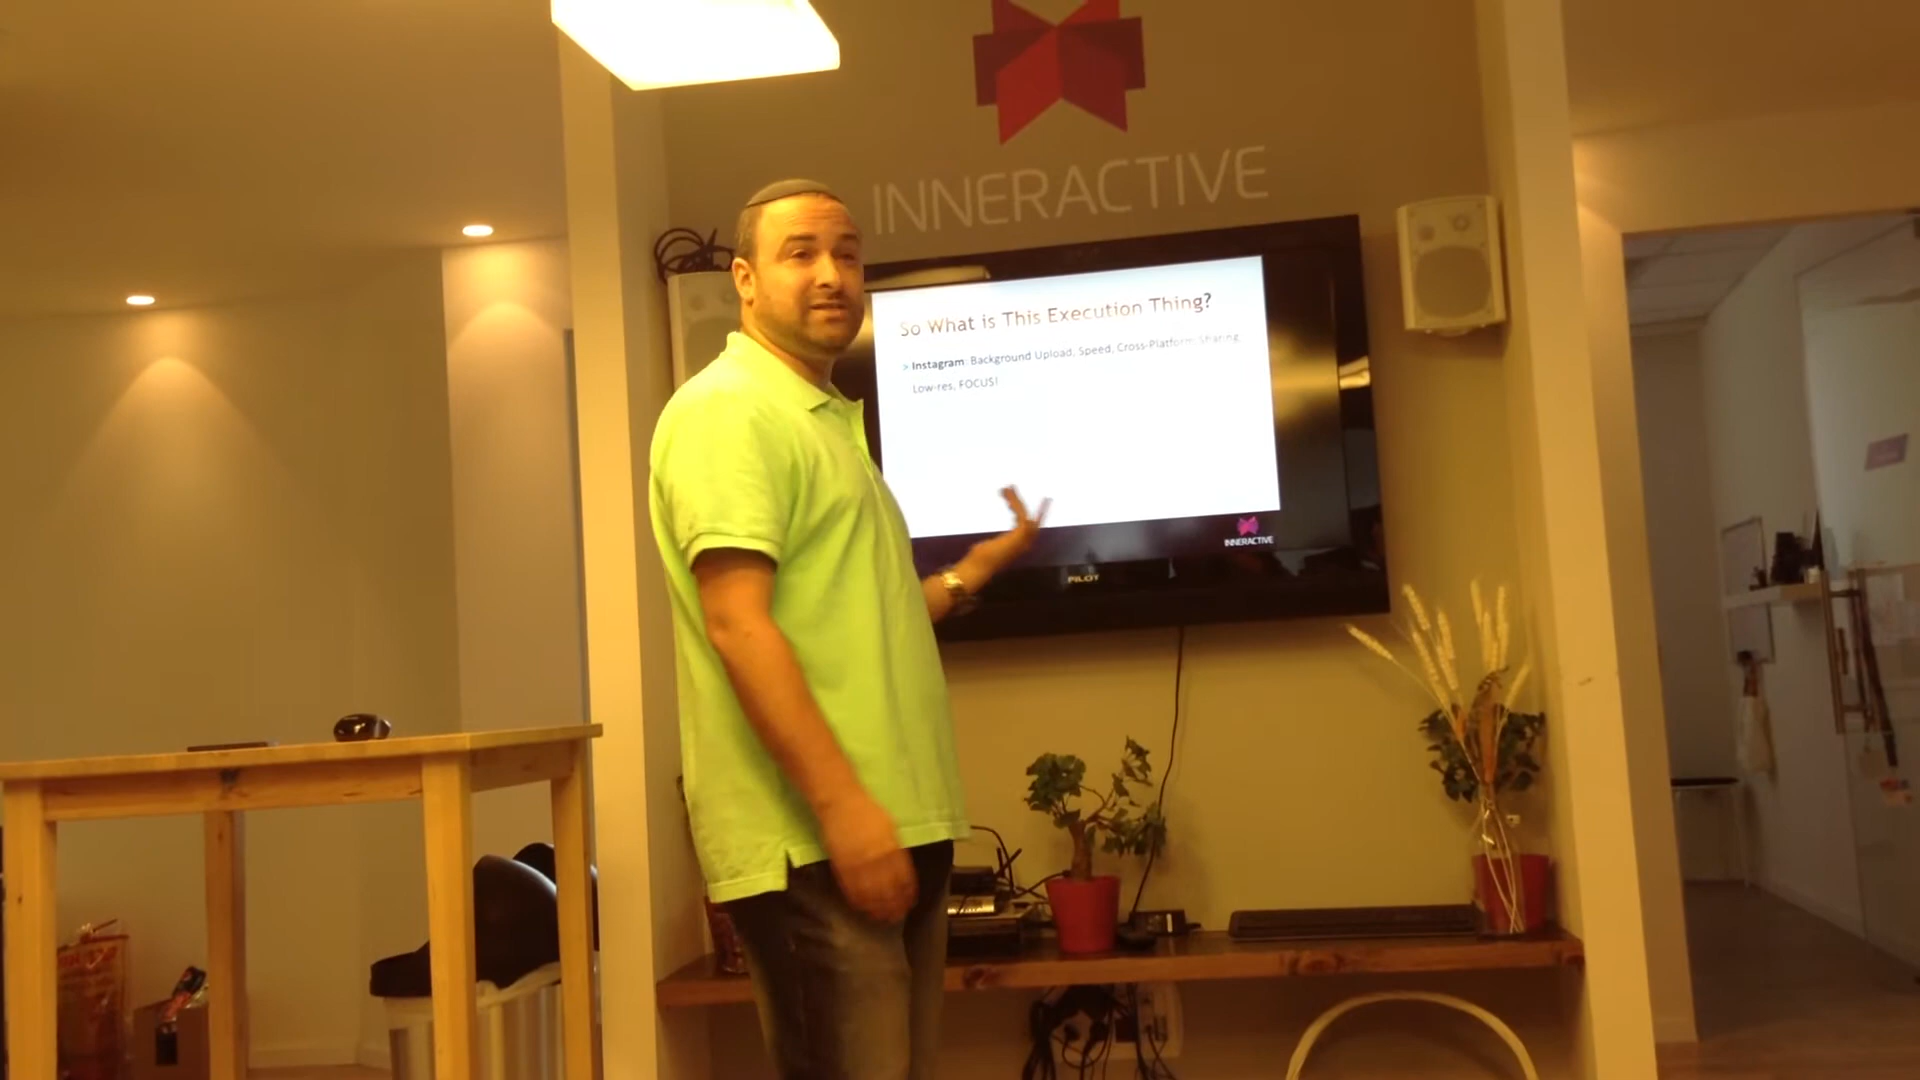 INNERACTIVE
So What is This Execution Thing?
> Instagram: Background Upload, Speed, Cross-Platform Sharing,
Low-res, FOCUS!
INNERACTIVE
PILOT